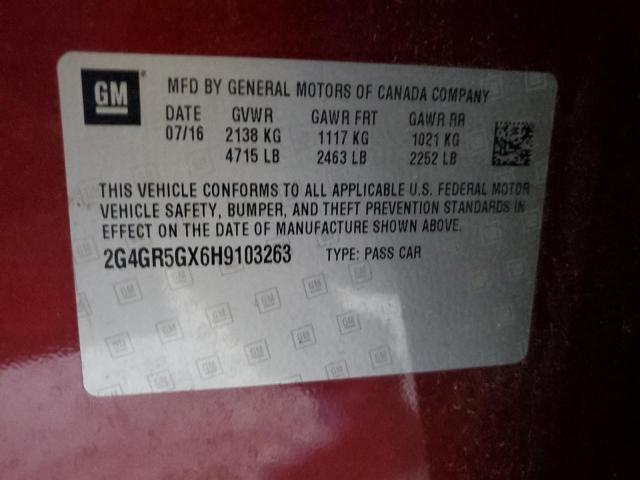 GM
MFD BY GENERAL MOTORS OF CANADA COMPANY
DATE GVWR GAWR FRT GAWR RR
07/16 2138 KG 1117 KG 1021 KG
4715 LB 2463 LB 2252 LB
THIS VEHICLE CONFORMS TO ALL APPLICABLE U.S. FEDERAL MOTOR
VEHICLE SAFETY, BUMPER, AND THEFT PREVENTION STANDARDS IN
EFFECT ON THE DATE OF MANUFACTURE SHOWN ABOVE.
2G4GR5GX6H9103263 TYPE: PASS CAR